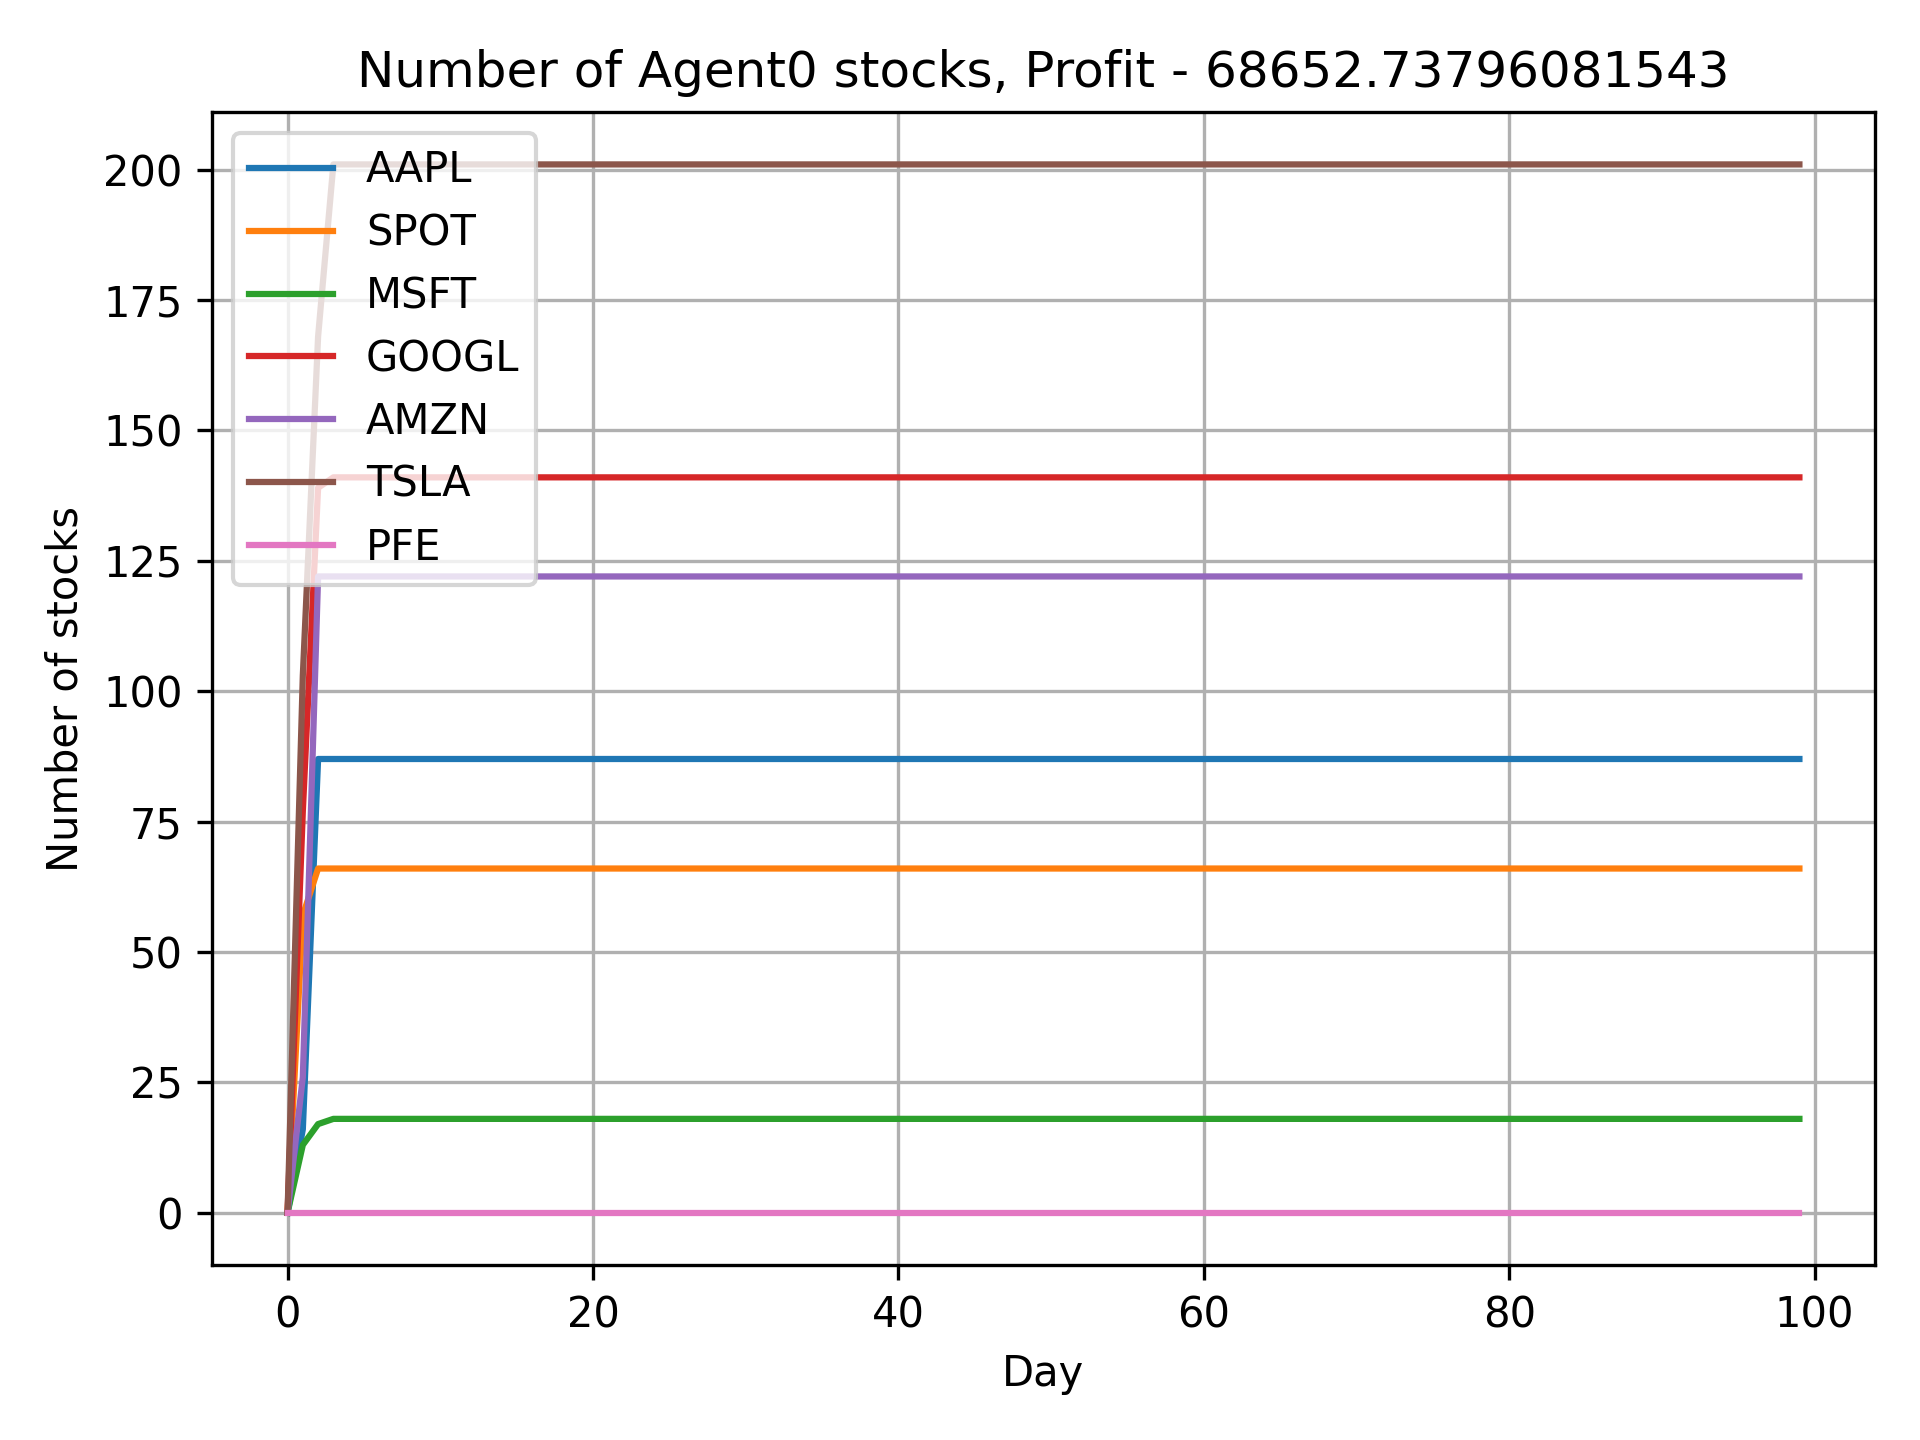 Number of Agent0 stocks, Profit - 68652.73796081543
AAPL
SPOT
MSFT
GOOGL
AMZN
TSLA
PFE
200
175
150
125
100
75
50
25
0
Number of stocks
0 20 40 60 80 100
Day